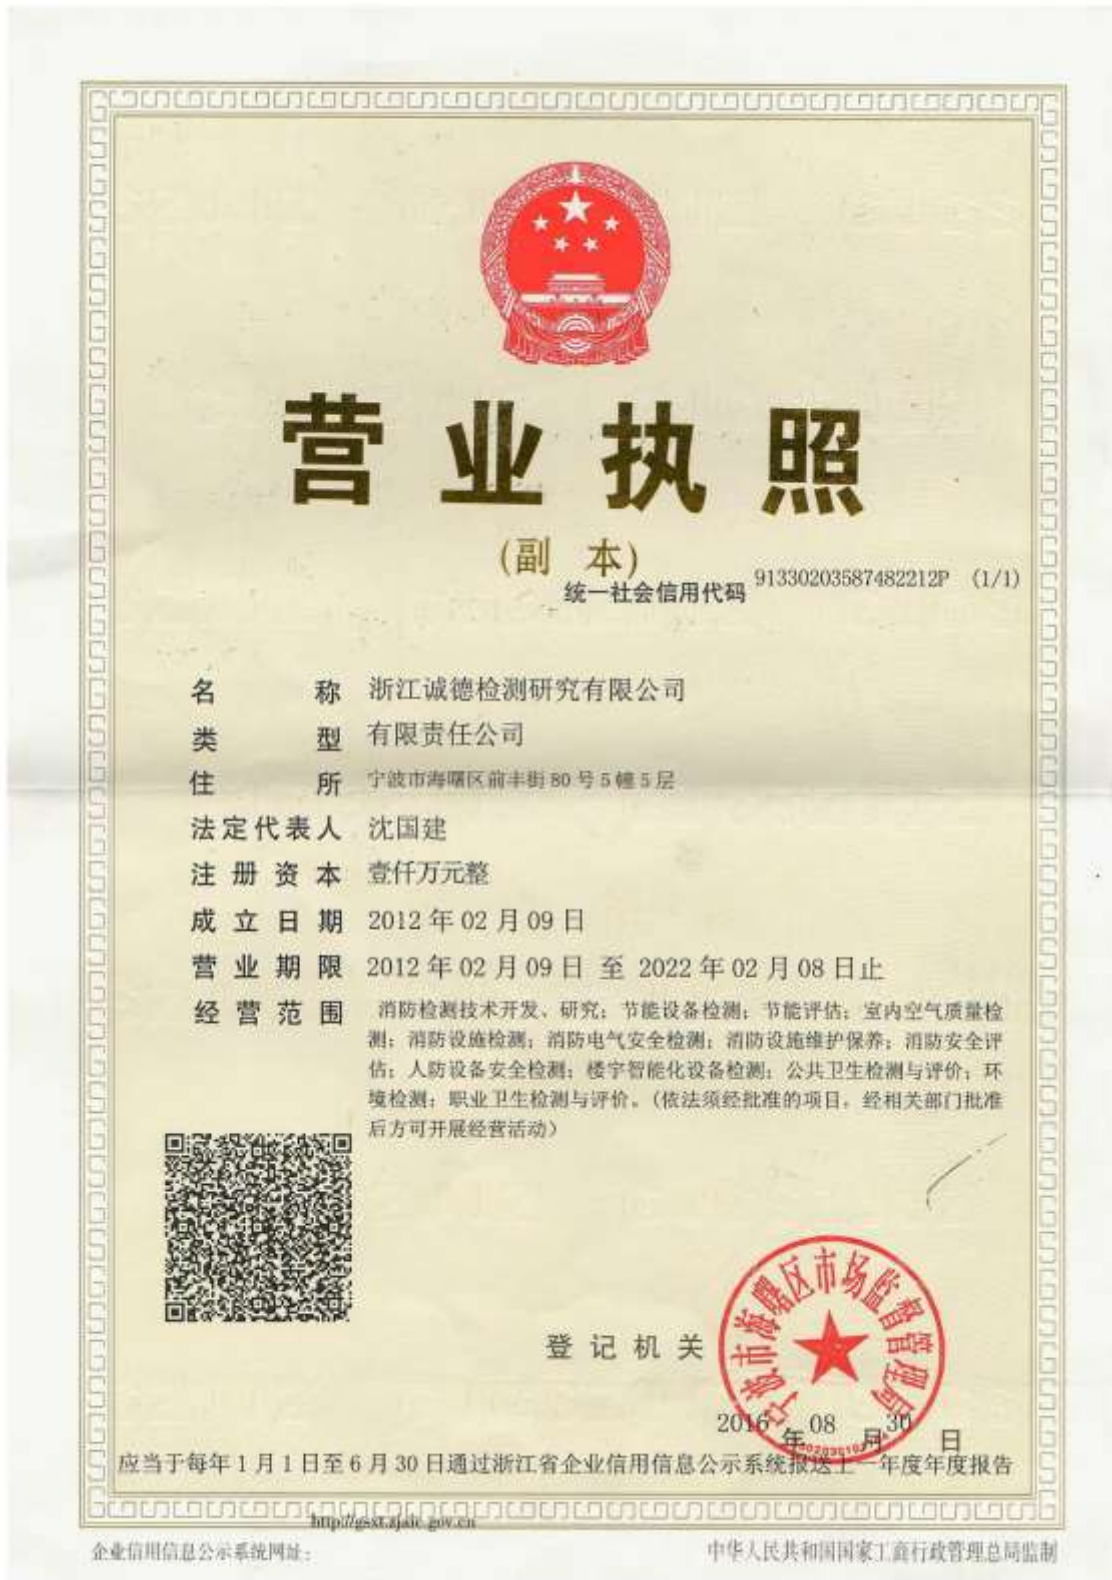 营业执照
(副 本)
统一社会信用代码 91330203587482212P (1/1)
名 称 浙江诚德检测研究有限公司
类 型 有限责任公司
住 所 宁波市海曙区前丰街80号5幢5层
法定代表人 沈国建
注册资本 壹仟万元整
成立日期 2012年02月09日
营业期限 2012年02月09日 至 2022年02月08日止
经营范围 消防检测技术开发、研究；节能设备检测；节能评估；室内空气质量检
测；消防设施检测；消防电气安全检测；消防设施维护保养；消防安全评
估；人防设备安全检测；楼宇智能化设备检测；公共卫生检测与评价；环
境检测；职业卫生检测与评价。(依法须经批准的项目，经相关部门批准
后方可开展经营活动)
宁波市海曙区市场监督管理局
登记机关
2016年08月30日
应当于每年1月1日至6月30日通过浙江省企业信用信息公示系统报送上一年度年度报告
http://gsxt.zjaic.gov.cn
企业信用信息公示系统网址：
中华人民共和国国家工商行政管理总局监制